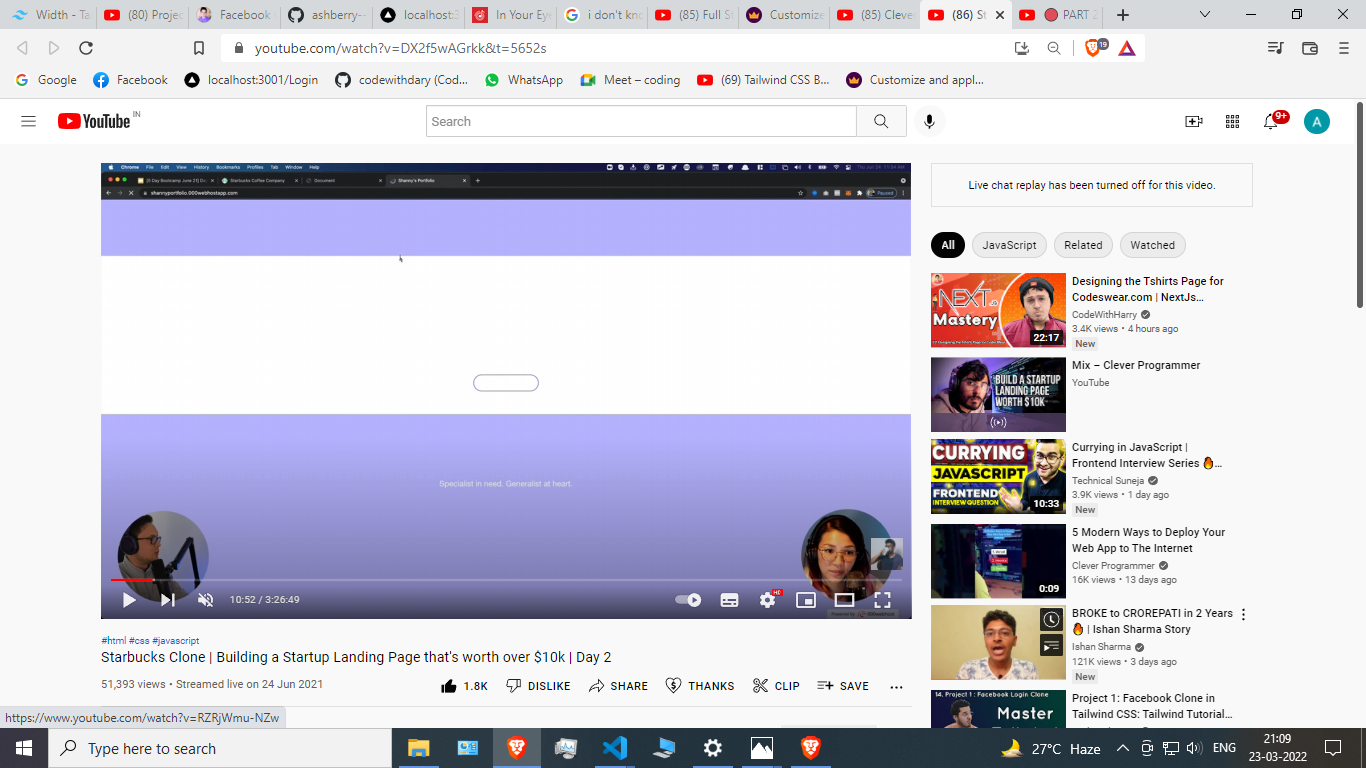 Width - Ta
(80) Projec
Facebook
ashberry--
localhost:3
In Your Eye
i don't kno
(85) Full St
Customize
(85) Clever
(86) St
PART 2
youtube.com/watch?v=DX2f5wAGrkk&t=5652s
19
Google
Facebook
localhost:3001/Login
codewithdary (Cod...
WhatsApp
Meet – coding
(69) Tailwind CSS B...
Customize and appl...
YouTube IN
Search
9+
A
Chrome File Edit View History Bookmarks Profiles Tab Window Help
Starbucks Coffee Company
Document
Shanny's Portfolio
shannyportfolio.000webhostapp.com
Paused
Specialist in need. Generalist at heart.
10:52 / 3:26:49
HD
#html #css #javascript
Starbucks Clone | Building a Startup Landing Page that's worth over $10k | Day 2
51,393 views • Streamed live on 24 Jun 2021
1.8K
DISLIKE
SHARE
THANKS
CLIP
SAVE
https://www.youtube.com/watch?v=RZRjWmu-NZw
Live chat replay has been turned off for this video.
All
JavaScript
Related
Watched
NEXT JS
Mastery
22:17
Designing the Tshirts Page for
Codeswear.com | NextJs...
CodeWithHarry
3.4K views • 4 hours ago
New
BUILD A STARTUP
LANDING PAGE
WORTH $10K
Mix – Clever Programmer
YouTube
CURRYING
JAVASCRIPT
FRONTEND
INTERVIEW QUESTION
10:33
Currying in JavaScript |
Frontend Interview Series 🔥...
Technical Suneja
3.9K views • 1 day ago
New
0:09
5 Modern Ways to Deploy Your
Web App to The Internet
Clever Programmer
16K views • 13 days ago
BROKE to CROREPATI in 2 Years
🔥 | Ishan Sharma Story
Ishan Sharma
121K views • 3 days ago
New
14. Project 1 : Facebook Login Clone
Master
Project 1: Facebook Clone in
Tailwind CSS: Tailwind Tutorial...
Type here to search
27°C Haze
ENG
21:09
23-03-2022